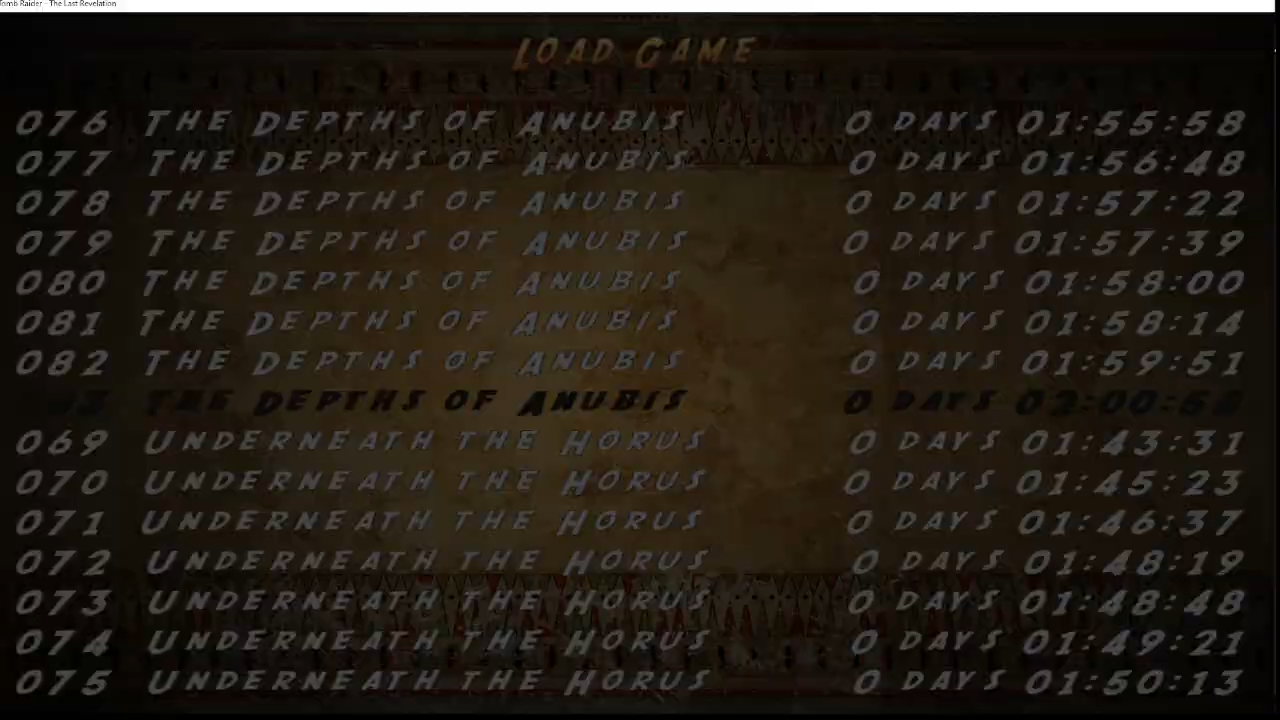 Tomb Raider - The Last Revelation
LOAD GAME
076 THE DEPTHS OF ANUBIS 0 DAYS 01:55:58
077 THE DEPTHS OF ANUBIS 0 DAYS 01:56:48
078 THE DEPTHS OF ANUBIS 0 DAYS 01:57:22
079 THE DEPTHS OF ANUBIS 0 DAYS 01:57:39
080 THE DEPTHS OF ANUBIS 0 DAYS 01:58:00
081 THE DEPTHS OF ANUBIS 0 DAYS 01:58:14
082 THE DEPTHS OF ANUBIS 0 DAYS 01:59:51
THE DEPTHS OF ANUBIS 0 DAYS
069 UNDERNEATH THE HORUS 0 DAYS 01:43:31
070 UNDERNEATH THE HORUS 0 DAYS 01:45:23
071 UNDERNEATH THE HORUS 0 DAYS 01:46:37
072 UNDERNEATH THE HORUS 0 DAYS 01:48:19
073 UNDERNEATH THE HORUS 0 DAYS 01:48:48
074 UNDERNEATH THE HORUS 0 DAYS 01:49:21
075 UNDERNEATH THE HORUS 0 DAYS 01:50:13